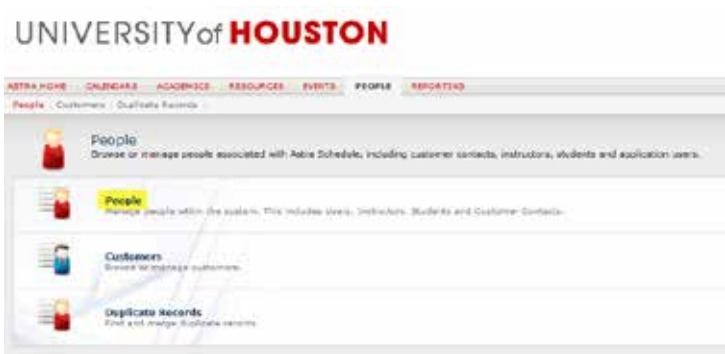 UNIVERSITY of HOUSTON
ASTRA HOME CALENDARS ACADEMICS RESOURCES EVENTS PEOPLE REPORTING
People Customers Duplicate Records
People
Browse or manage people associated with Astra Schedule, including customer contacts, instructors, students and application users.
People
Manage people within the system. This includes Users, Instructors, Students and Customer Contacts.
Customers
Browse or manage customers.
Duplicate Records
Find and merge duplicate records.